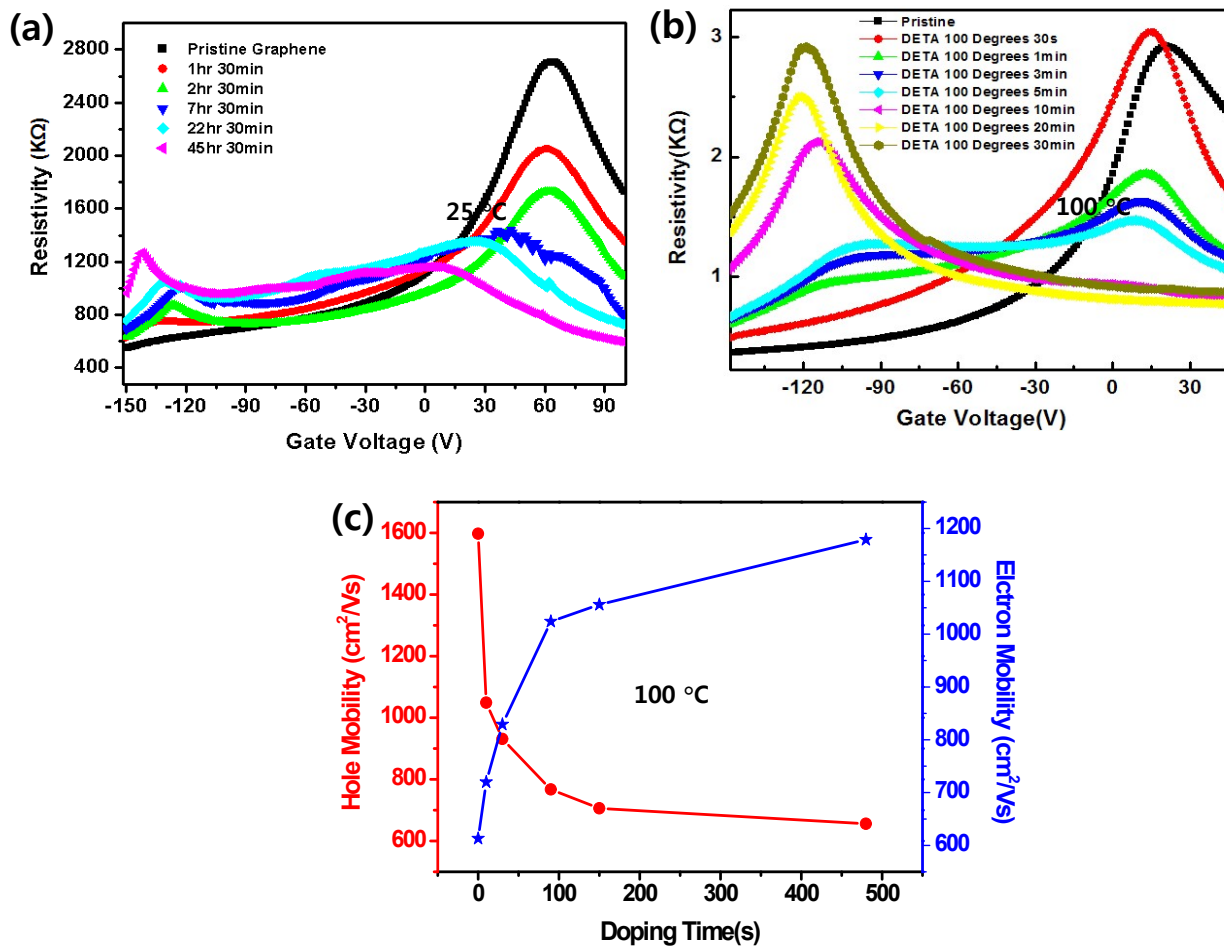 (a)
Pristine Graphene
1hr 30min
2hr 30min
7hr 30min
22hr 30min
45hr 30min
25 °C
2800
2400
2000
1600
1200
800
400
Resistivity (KΩ)
-150 -120 -90 -60 -30 0 30 60 90
Gate Voltage (V)
(b)
Pristine
DETA 100 Degrees 30s
DETA 100 Degrees 1min
DETA 100 Degrees 3min
DETA 100 Degrees 5min
DETA 100 Degrees 10min
DETA 100 Degrees 20min
DETA 100 Degrees 30min
100 °C
3
2
1
Resistivity(KΩ)
-120 -90 -60 -30 0 30
Gate Voltage(V)
(c)
1600
1400
1200
1000
800
600
Hole Mobility (cm²/Vs)
100 °C
1200
1100
1000
900
800
700
600
Elctron Mobility (cm²/Vs)
0 100 200 300 400 500
Doping Time(s)